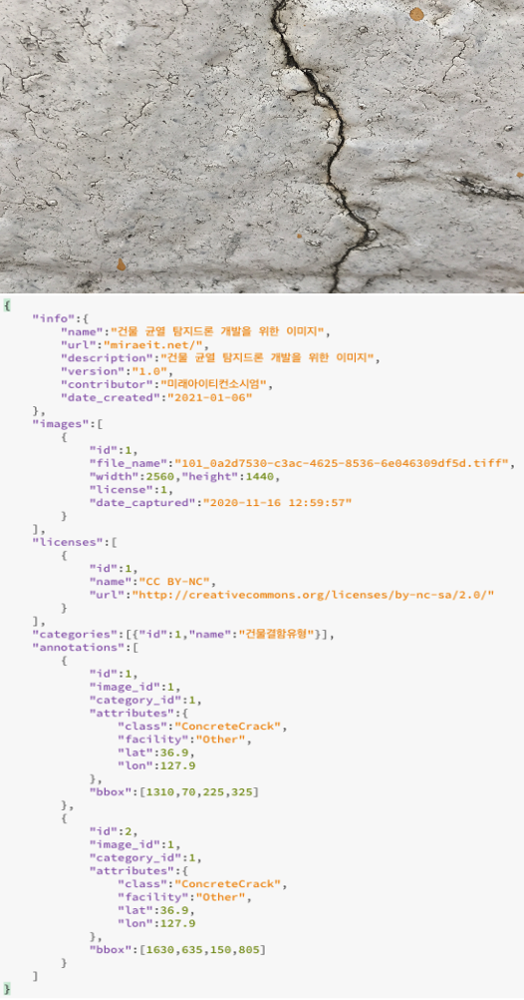 {
"info":{
"name":"건물 균열 탐지드론 개발을 위한 이미지",
"url":"miraeit.net/",
"description":"건물 균열 탐지드론 개발을 위한 이미지",
"version":"1.0",
"contributor":"미래아이티컨소시엄",
"date_created":"2021-01-06"
},
"images":[
{
"id":1,
"file_name":"101_0a2d7530-c3ac-4625-8536-6e046309df5d.tiff",
"width":2560,"height":1440,
"license":1,
"date_captured":"2020-11-16 12:59:57"
}
],
"licenses":[
{
"id":1,
"name":"CC BY-NC",
"url":"http://creativecommons.org/licenses/by-nc-sa/2.0/"
}
],
"categories":[{"id":1,"name":"건물결함유형"}],
"annotations":[
{
"id":1,
"image_id":1,
"category_id":1,
"attributes":{
"class":"ConcreteCrack",
"facility":"Other",
"lat":36.9,
"lon":127.9
},
"bbox":[1310,70,225,325]
},
{
"id":2,
"image_id":1,
"category_id":1,
"attributes":{
"class":"ConcreteCrack",
"facility":"Other",
"lat":36.9,
"lon":127.9
},
"bbox":[1630,635,150,805]
}
]
}